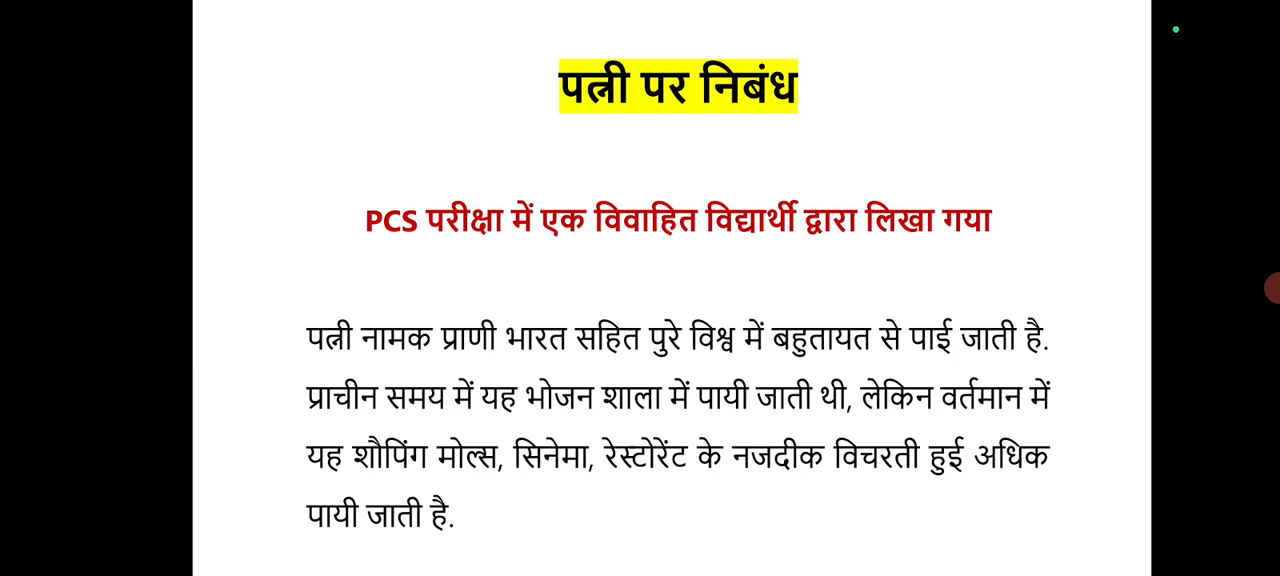 पत्नी पर निबंध
PCS परीक्षा में एक विवाहित विद्यार्थी द्वारा लिखा गया
पत्नी नामक प्राणी भारत सहित पुरे विश्व में बहुतायत से पाई जाती है.
प्राचीन समय में यह भोजन शाला में पायी जाती थी, लेकिन वर्तमान में
यह शौपिंग मोल्स, सिनेमा, रेस्टोरेंट के नजदीक विचरती हुई अधिक
पायी जाती है.